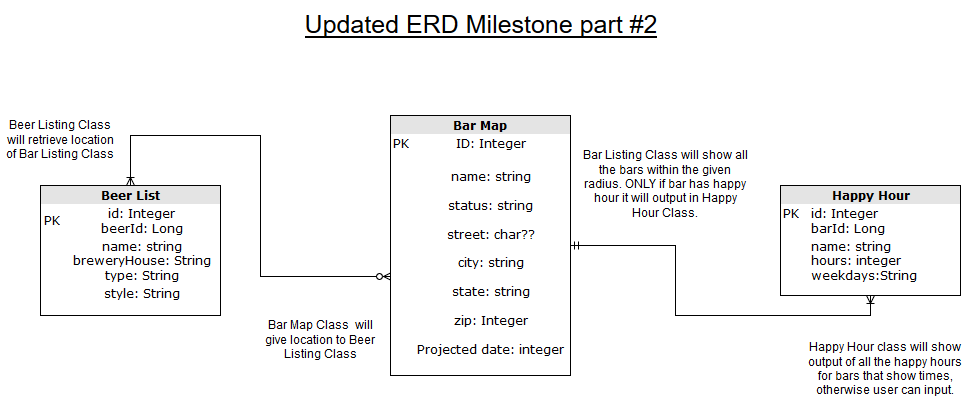 Updated ERD Milestone part #2
Beer Listing Class
will retrieve location
of Bar Listing Class
Beer List
PK
id: Integer
beerId: Long
name: string
breweryHouse: String
type: String
style: String
Bar Map
PK
ID: Integer
name: string
status: string
street: char??
city: string
state: string
zip: Integer
Projected date: integer
Bar Map Class will
give location to Beer
Listing Class
Bar Listing Class will show all
the bars within the given
radius. ONLY if bar has happy
hour it will output in Happy
Hour Class.
Happy Hour
PK id: Integer
barId: Long
name: string
hours: integer
weekdays:String
Happy Hour class will show
output of all the happy hours
for bars that show times,
otherwise user can input.